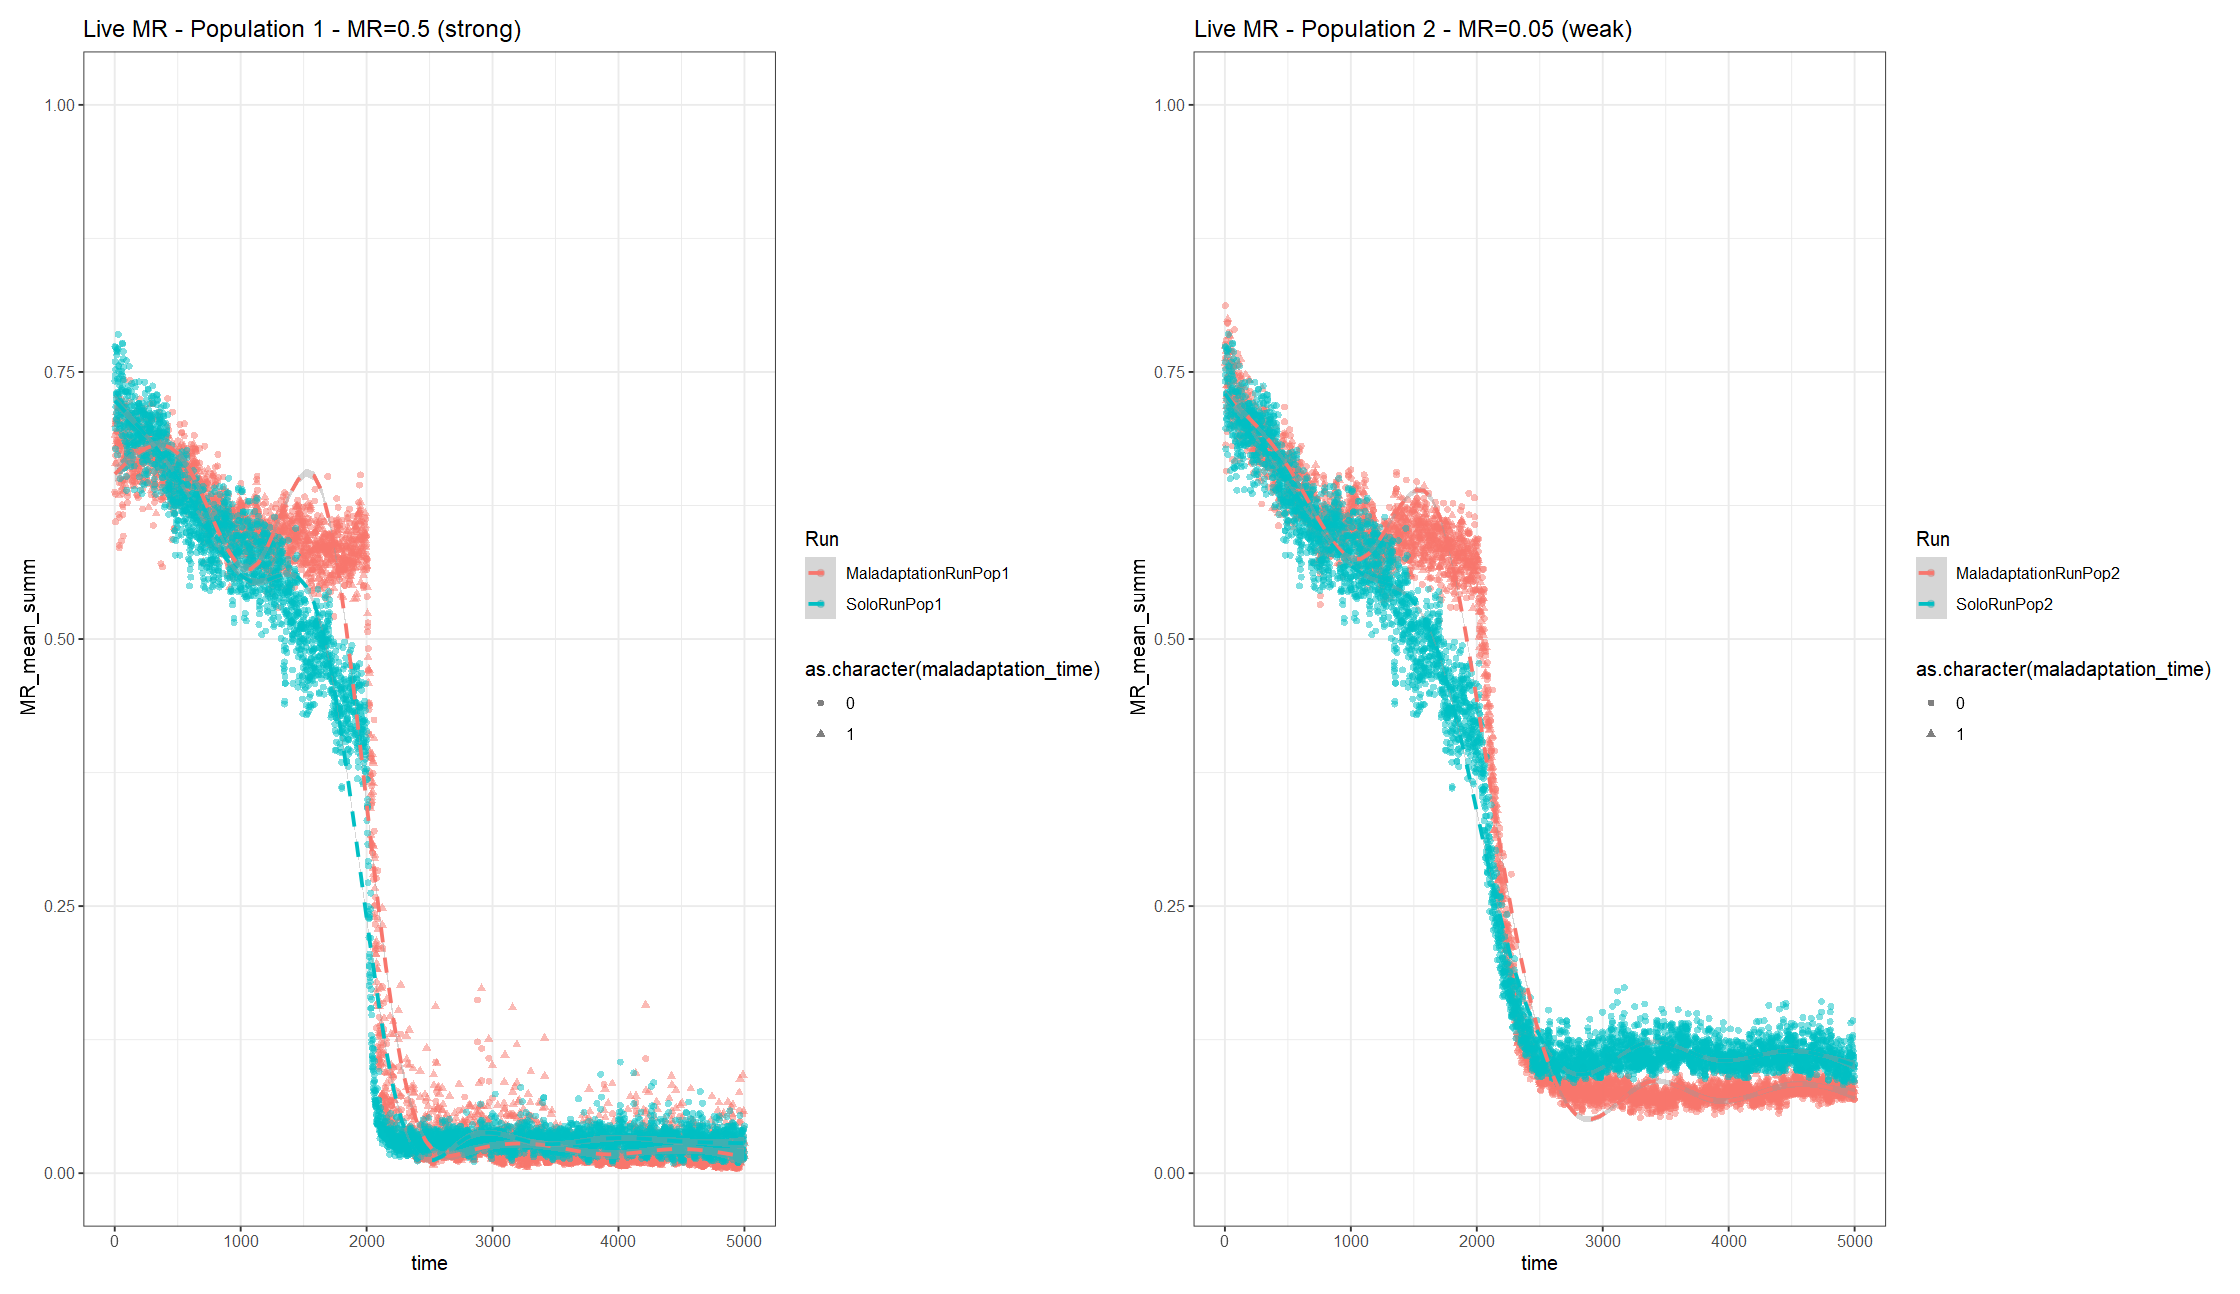 Live MR - Population 1 - MR=0.5 (strong)
MR_mean_summ
1.00
0.75
0.50
0.25
0.00
0 1000 2000 3000 4000 5000
time
Run
MaladaptationRunPop1
SoloRunPop1
as.character(maladaptation_time)
0
1
Live MR - Population 2 - MR=0.05 (weak)
MR_mean_summ
1.00
0.75
0.50
0.25
0.00
0 1000 2000 3000 4000 5000
time
Run
MaladaptationRunPop2
SoloRunPop2
as.character(maladaptation_time)
0
1